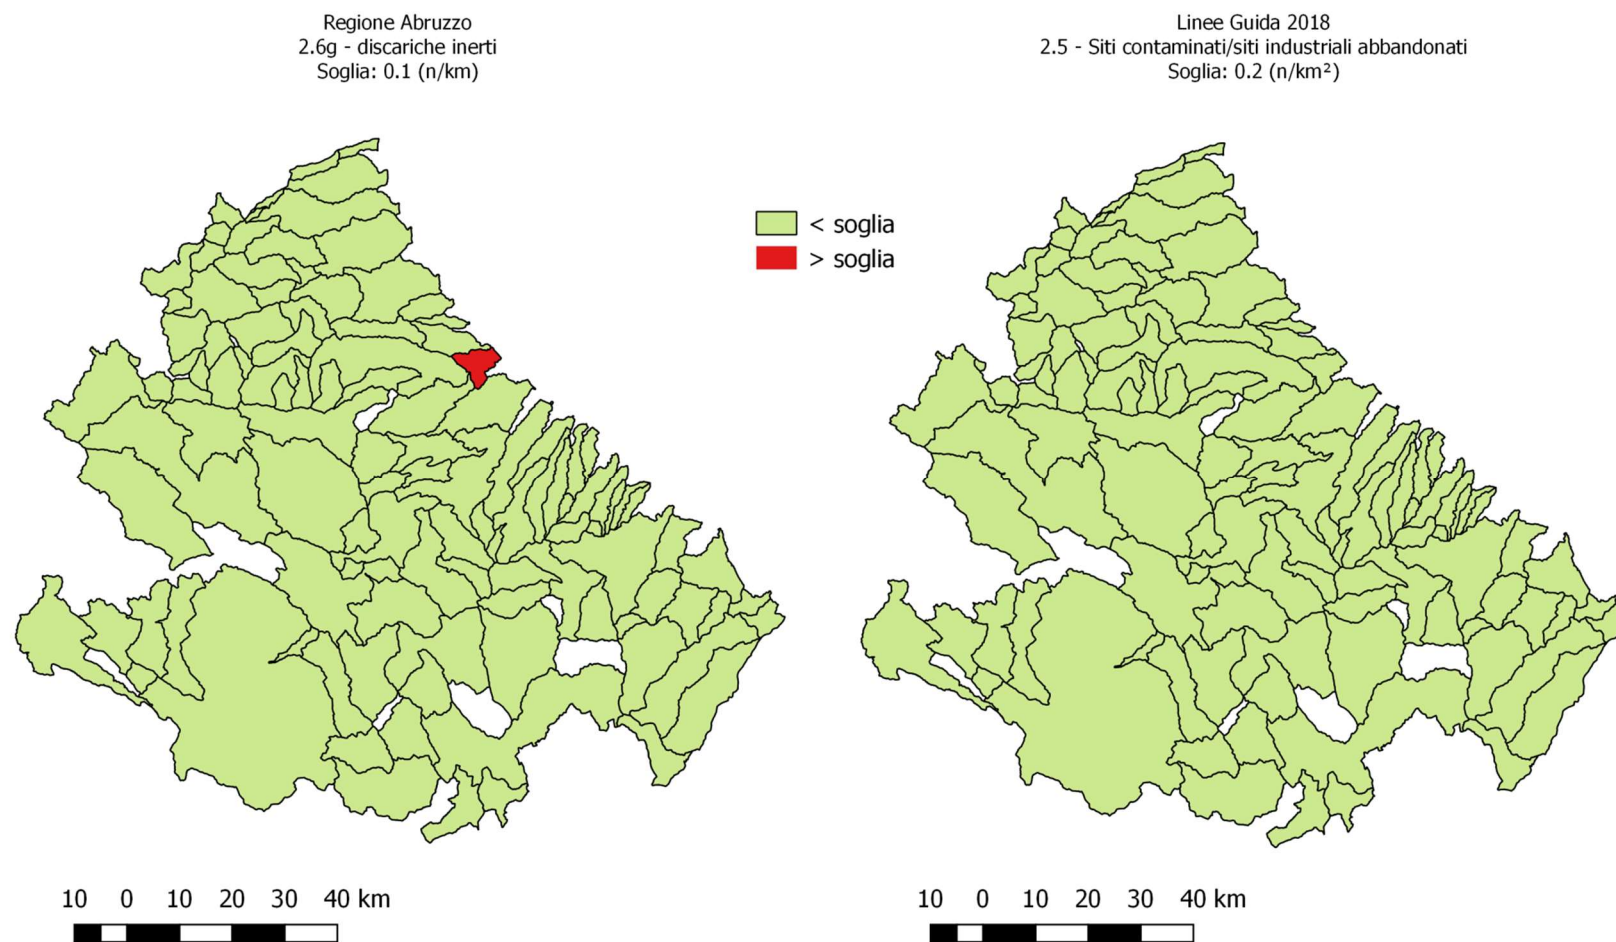 Regione Abruzzo
2.6g - discariche inerti
Soglia: 0.1 (n/km)
Linee Guida 2018
2.5 - Siti contaminati/siti industriali abbandonati
Soglia: 0.2 (n/km²)
< soglia
> soglia
10 0 10 20 30 40 km
10 0 10 20 30 40 km